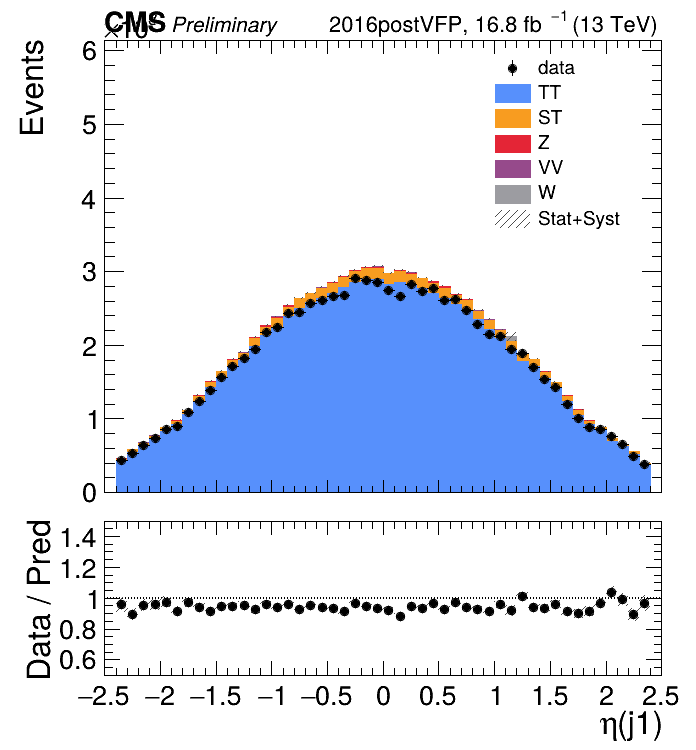 CMS Preliminary 2016postVFP, 16.8 fb⁻¹ (13 TeV)
Events
6
5
4
3
2
1
0
data
TT
ST
Z
VV
W
Stat+Syst
Data / Pred
1.4
1.2
1
0.8
0.6
−2.5 −2 −1.5 −1 −0.5 0 0.5 1 1.5 2 2.5
η(j1)